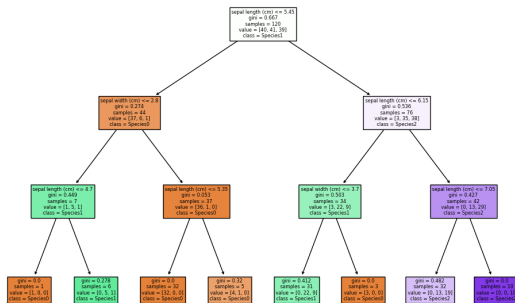 sepal length (cm) <= 5.45
gini = 0.667
samples = 120
value = [40, 41, 39]
class = Species1
sepal width (cm) <= 2.8
gini = 0.274
samples = 44
value = [37, 6, 1]
class = Species0
sepal length (cm) <= 6.15
gini = 0.536
samples = 76
value = [3, 35, 38]
class = Species2
sepal length (cm) <= 4.7
gini = 0.449
samples = 7
value = [1, 5, 1]
class = Species1
sepal length (cm) <= 5.35
gini = 0.053
samples = 37
value = [36, 1, 0]
class = Species0
sepal width (cm) <= 3.7
gini = 0.503
samples = 34
value = [3, 22, 9]
class = Species1
sepal length (cm) <= 7.05
gini = 0.427
samples = 42
value = [0, 13, 29]
class = Species2
gini = 0.0
samples = 1
value = [1, 0, 0]
class = Species0
gini = 0.278
samples = 6
value = [0, 5, 1]
class = Species1
gini = 0.0
samples = 32
value = [32, 0, 0]
class = Species0
gini = 0.32
samples = 5
value = [4, 1, 0]
class = Species0
gini = 0.412
samples = 31
value = [0, 22, 9]
class = Species1
gini = 0.0
samples = 3
value = [3, 0, 0]
class = Species0
gini = 0.482
samples = 32
value = [0, 13, 19]
class = Species2
gini = 0.0
samples = 10
value = [0, 0, 10]
class = Species2